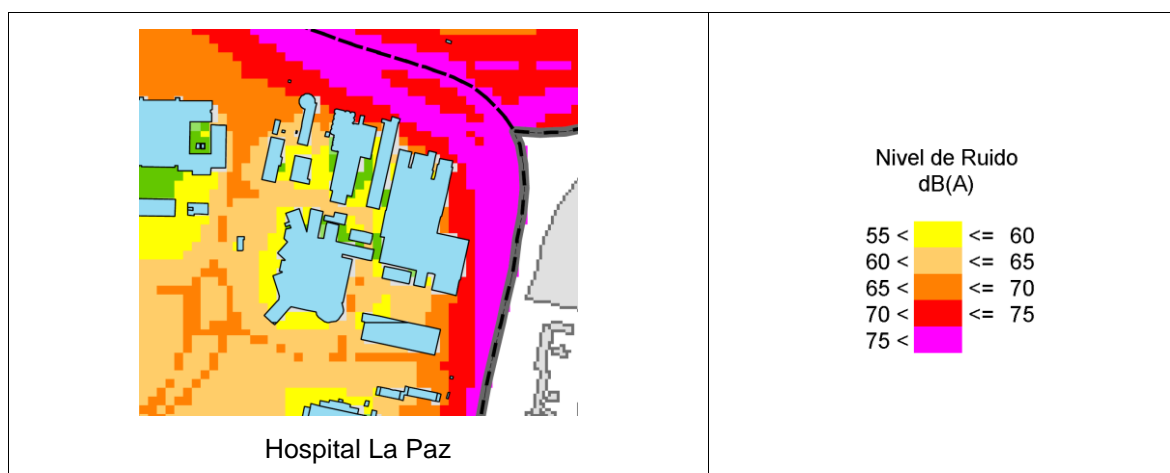 Hospital La Paz
Nivel de Ruido
dB(A)
55 < <= 60
60 < <= 65
65 < <= 70
70 < <= 75
75 <